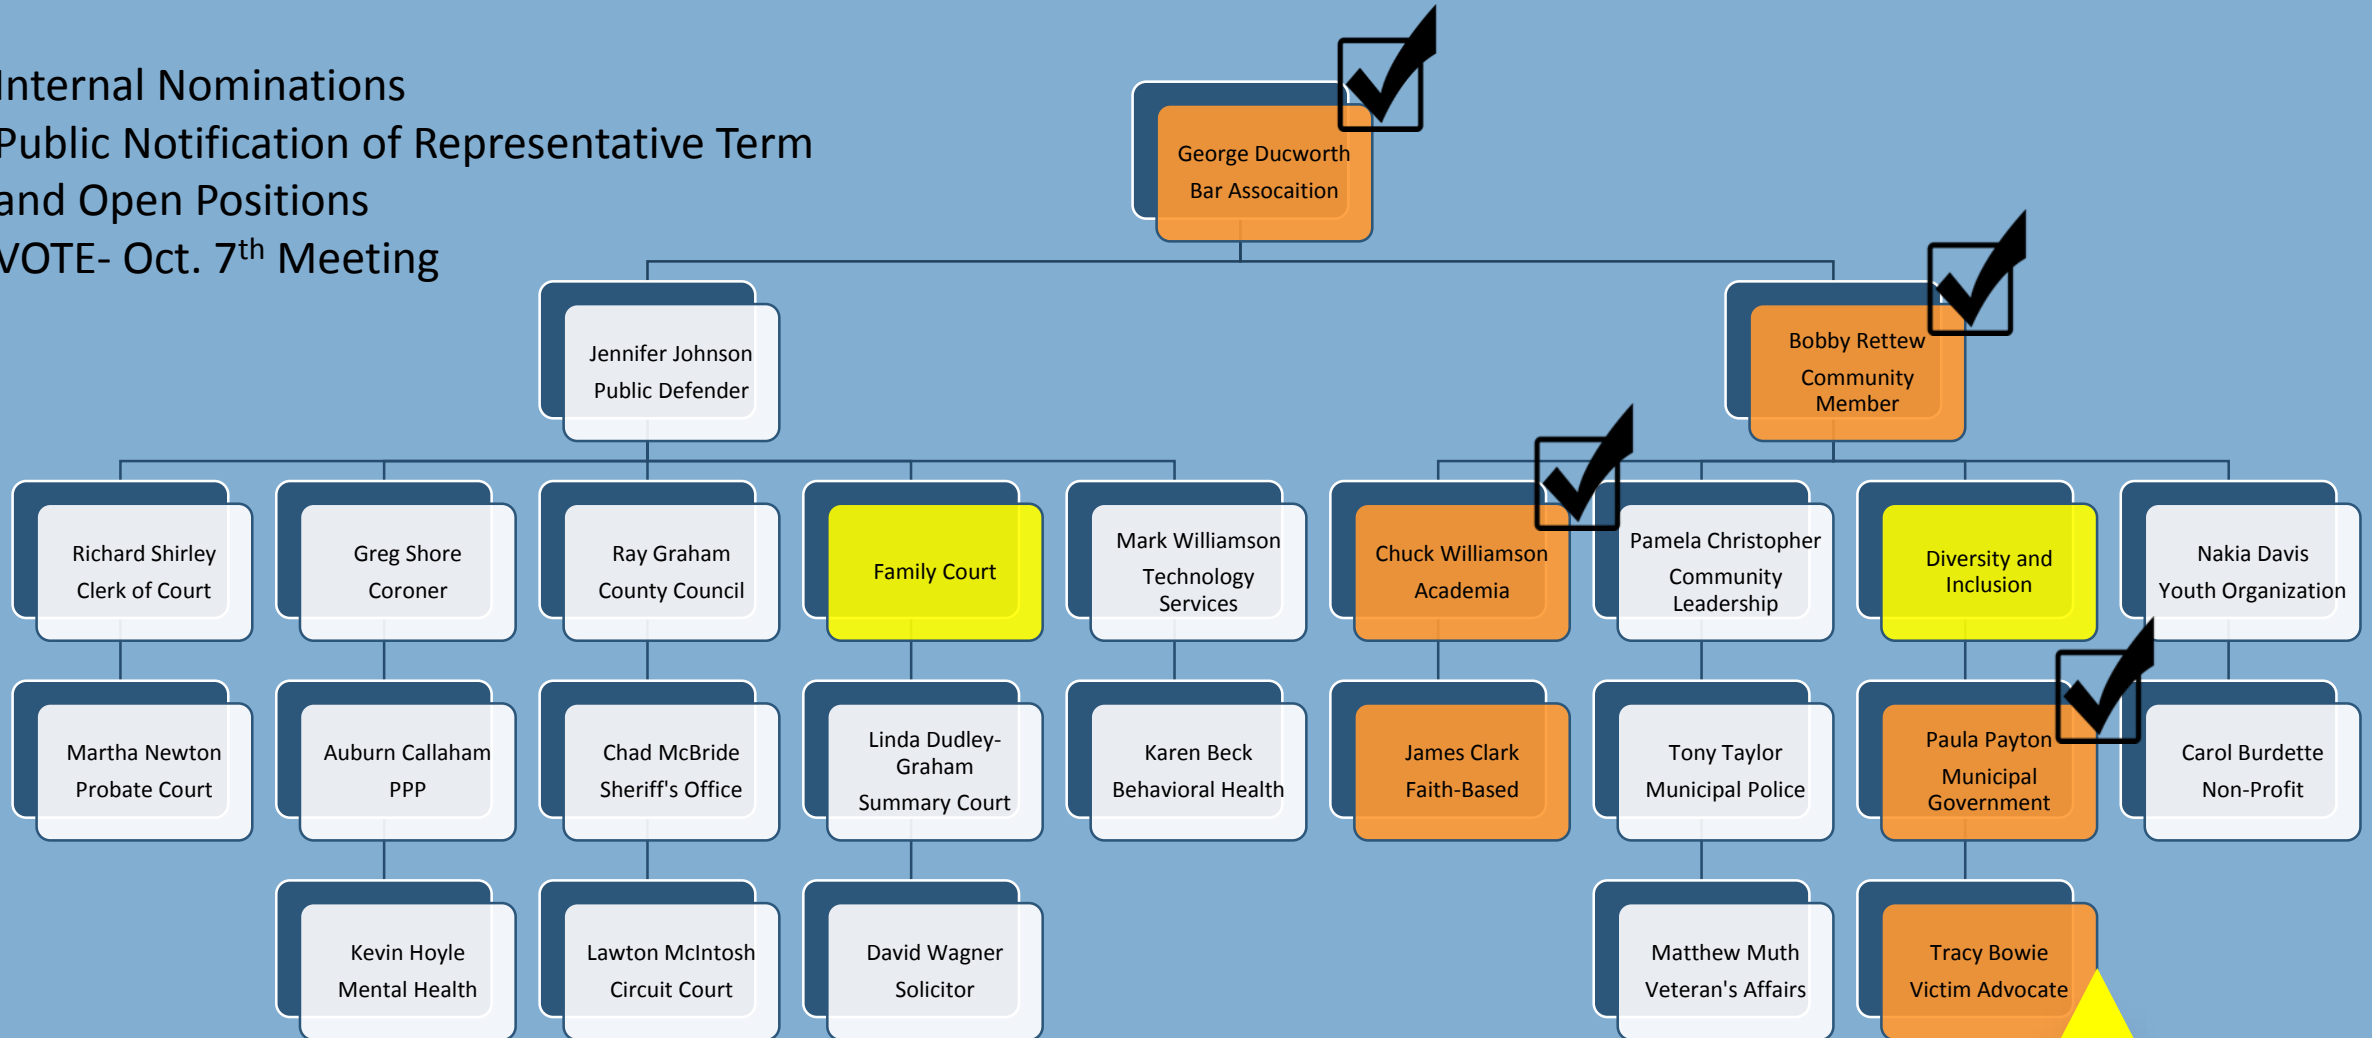 Internal Nominations
Public Notification of Representative Term
and Open Positions
VOTE- Oct. 7th Meeting
George Ducworth
Bar Assocaition
Jennifer Johnson
Public Defender
Bobby Rettew
Community
Member
Richard Shirley
Clerk of Court
Greg Shore
Coroner
Ray Graham
County Council
Family Court
Mark Williamson
Technology
Services
Chuck Williamson
Academia
Pamela Christopher
Community
Leadership
Diversity and
Inclusion
Nakia Davis
Youth Organization
Martha Newton
Probate Court
Auburn Callaham
PPP
Chad McBride
Sheriff's Office
Linda Dudley-
Graham
Summary Court
Karen Beck
Behavioral Health
James Clark
Faith-Based
Tony Taylor
Municipal Police
Paula Payton
Municipal
Government
Carol Burdette
Non-Profit
Kevin Hoyle
Mental Health
Lawton McIntosh
Circuit Court
David Wagner
Solicitor
Matthew Muth
Veteran's Affairs
Tracy Bowie
Victim Advocate